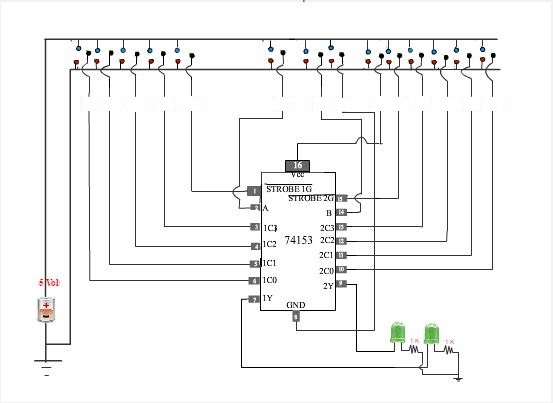 16
Vcc
1
STROBE 1G
STROBE 2G
15
2
A
B
14
3
1C3
74153
2C3
13
4
1C2
2C2
12
5
1C1
2C1
11
6
1C0
2C0
10
7
1Y
2Y
9
GND
8
5 Vol
1 K
1 K